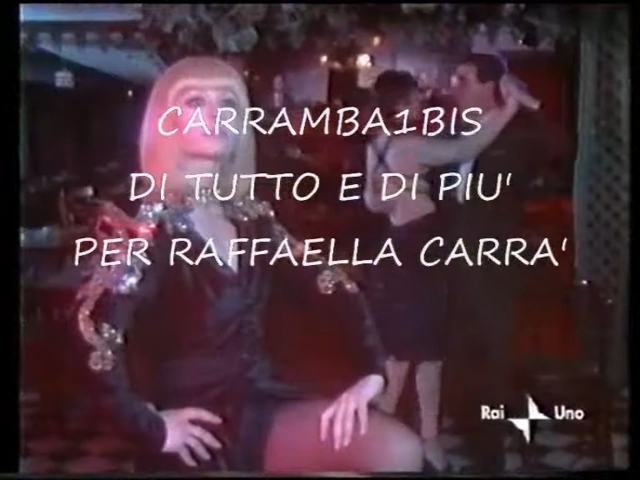 CARRAMBA1BIS
DI TUTTO E DI PIU'
PER RAFFAELLA CARRA'
Rai Uno